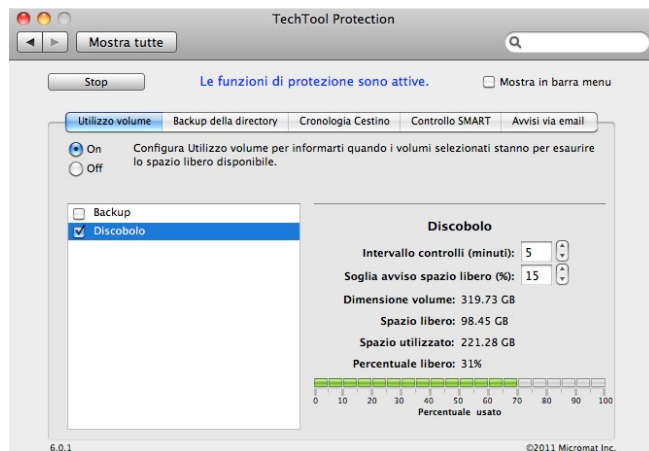 TechTool Protection
Mostra tutte
Stop
Le funzioni di protezione sono attive.
Mostra in barra menu
Utilizzo volume
Backup della directory
Cronologia Cestino
Controllo SMART
Avvisi via email
On
Off
Configura Utilizzo volume per informarti quando i volumi selezionati stanno per esaurire
lo spazio libero disponibile.
Backup
Discobolo
Discobolo
Intervallo controlli (minuti): 5
Soglia avviso spazio libero (%): 15
Dimensione volume: 319.73 GB
Spazio libero: 98.45 GB
Spazio utilizzato: 221.28 GB
Percentuale libero: 31%
0 10 20 30 40 50 60 70 80 90 100
Percentuale usato
6.0.1
©2011 Micromat Inc.